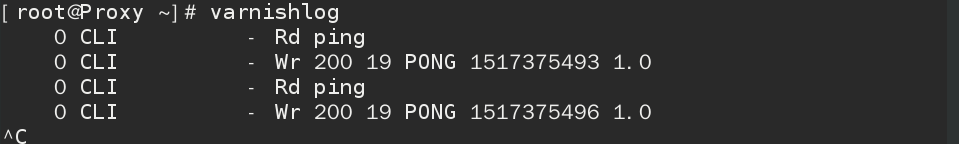 [root@Proxy ~]# varnishlog
0 CLI - Rd ping
0 CLI - Wr 200 19 PONG 1517375493 1.0
0 CLI - Rd ping
0 CLI - Wr 200 19 PONG 1517375496 1.0
^C